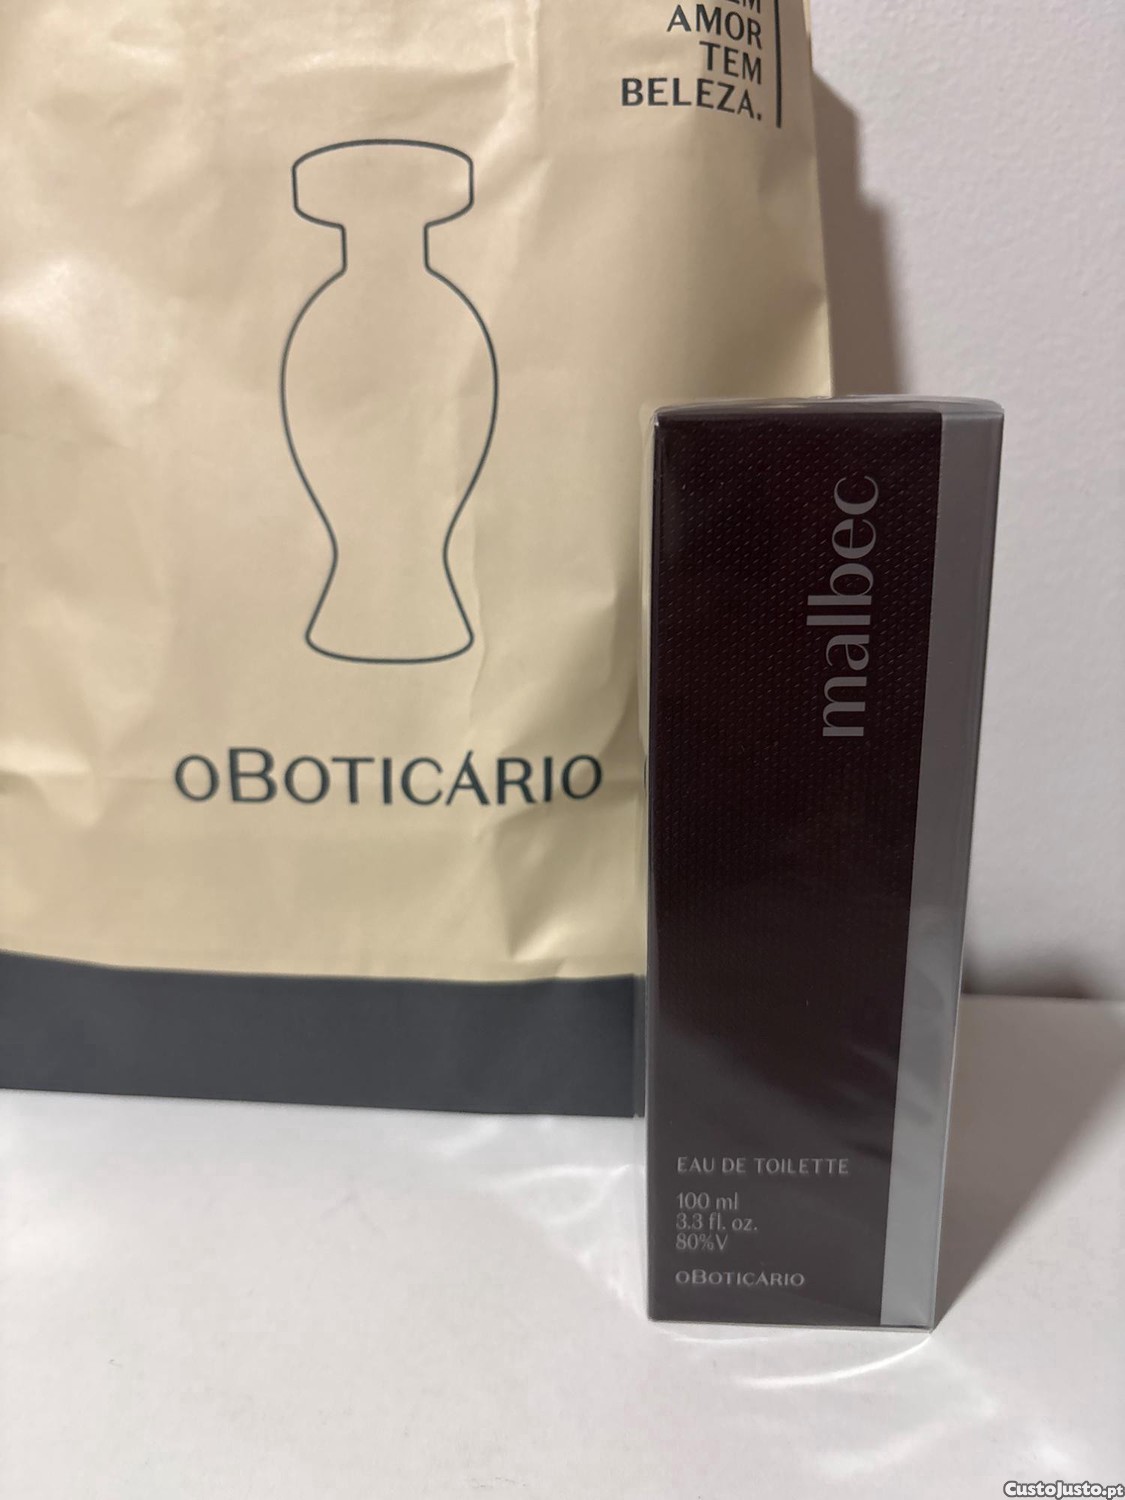 AMOR
TEM
BELEZA.
oBOTICÁRIO
malbec
EAU DE TOILETTE
100 ml
3.3 fl. oz.
80%V
oBOTICÁRIO
CustoJusto.pt